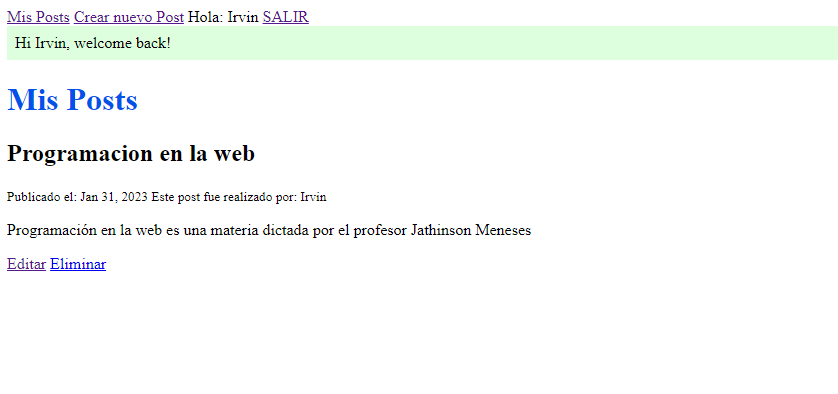 Mis Posts Crear nuevo Post Hola: Irvin SALIR
Hi Irvin, welcome back!
Mis Posts
Programacion en la web
Publicado el: Jan 31, 2023 Este post fue realizado por: Irvin
Programación en la web es una materia dictada por el profesor Jathinson Meneses
Editar Eliminar